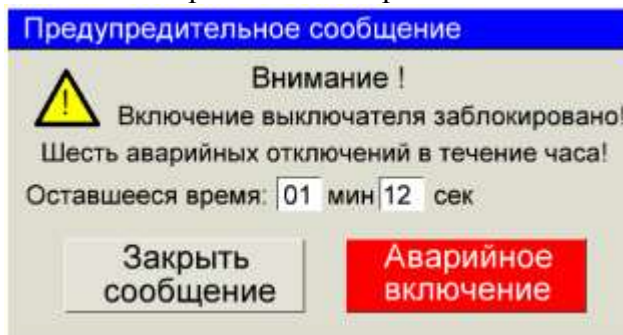 Предупредительное сообщение
Внимание !
Включение выключателя заблокировано!
Шесть аварийных отключений в течение часа!
Оставшееся время: 01 мин 12 сек
Закрыть
сообщение
Аварийное
включение